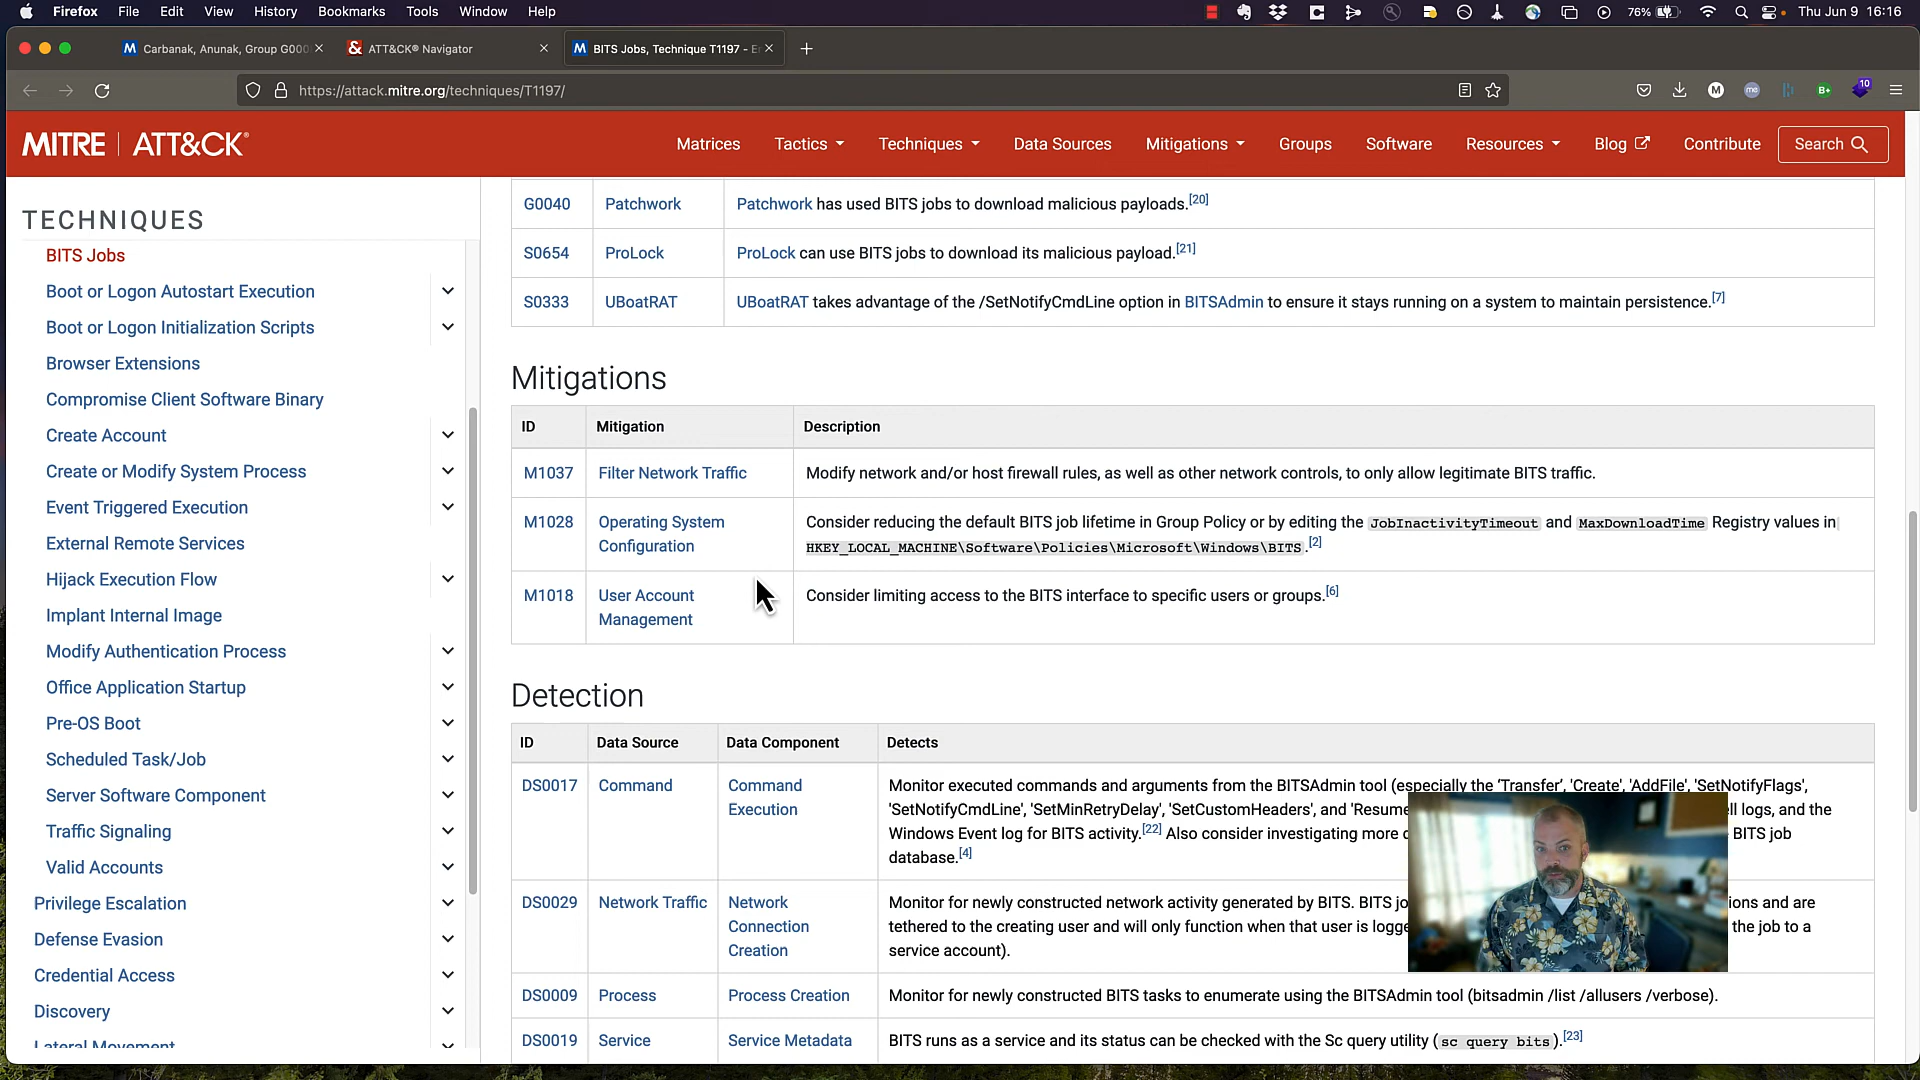 Firefox File Edit View History Bookmarks Tools Window Help 76% Thu Jun 9 16:16
Carbanak, Anunak, Group G000 ATT&CK® Navigator BITS Jobs, Technique T1197 - E
https://attack.mitre.org/techniques/T1197/ M me B+ 10
MITRE | ATT&CK® Matrices Tactics Techniques Data Sources Mitigations Groups Software Resources Blog Contribute Search
TECHNIQUES
BITS Jobs
Boot or Logon Autostart Execution
Boot or Logon Initialization Scripts
Browser Extensions
Compromise Client Software Binary
Create Account
Create or Modify System Process
Event Triggered Execution
External Remote Services
Hijack Execution Flow
Implant Internal Image
Modify Authentication Process
Office Application Startup
Pre-OS Boot
Scheduled Task/Job
Server Software Component
Traffic Signaling
Valid Accounts
Privilege Escalation
Defense Evasion
Credential Access
Discovery
Lateral Movement
G0040 Patchwork Patchwork has used BITS jobs to download malicious payloads.[20]
S0654 ProLock ProLock can use BITS jobs to download its malicious payload.[21]
S0333 UBoatRAT UBoatRAT takes advantage of the /SetNotifyCmdLine option in BITSAdmin to ensure it stays running on a system to maintain persistence.[7]
Mitigations
ID Mitigation Description
M1037 Filter Network Traffic Modify network and/or host firewall rules, as well as other network controls, to only allow legitimate BITS traffic.
M1028 Operating System Configuration Consider reducing the default BITS job lifetime in Group Policy or by editing the JobInactivityTimeout and MaxDownloadTime Registry values in
HKEY_LOCAL_MACHINE\Software\Policies\Microsoft\Windows\BITS.[2]
M1018 User Account Management Consider limiting access to the BITS interface to specific users or groups.[6]
Detection
ID Data Source Data Component Detects
DS0017 Command Command Execution Monitor executed commands and arguments from the BITSAdmin tool (especially the 'Transfer', 'Create', 'AddFile', 'SetNotifyFlags',
'SetNotifyCmdLine', 'SetMinRetryDelay', 'SetCustomHeaders', and 'Resume ll logs, and the
Windows Event log for BITS activity.[22] Also consider investigating more BITS job
database.[4]
DS0029 Network Traffic Network Connection Creation Monitor for newly constructed network activity generated by BITS. BITS jo ions and are
tethered to the creating user and will only function when that user is logge the job to a
service account).
DS0009 Process Process Creation Monitor for newly constructed BITS tasks to enumerate using the BITSAdmin tool (bitsadmin /list /allusers /verbose).
DS0019 Service Service Metadata BITS runs as a service and its status can be checked with the Sc query utility (sc query bits).[23]